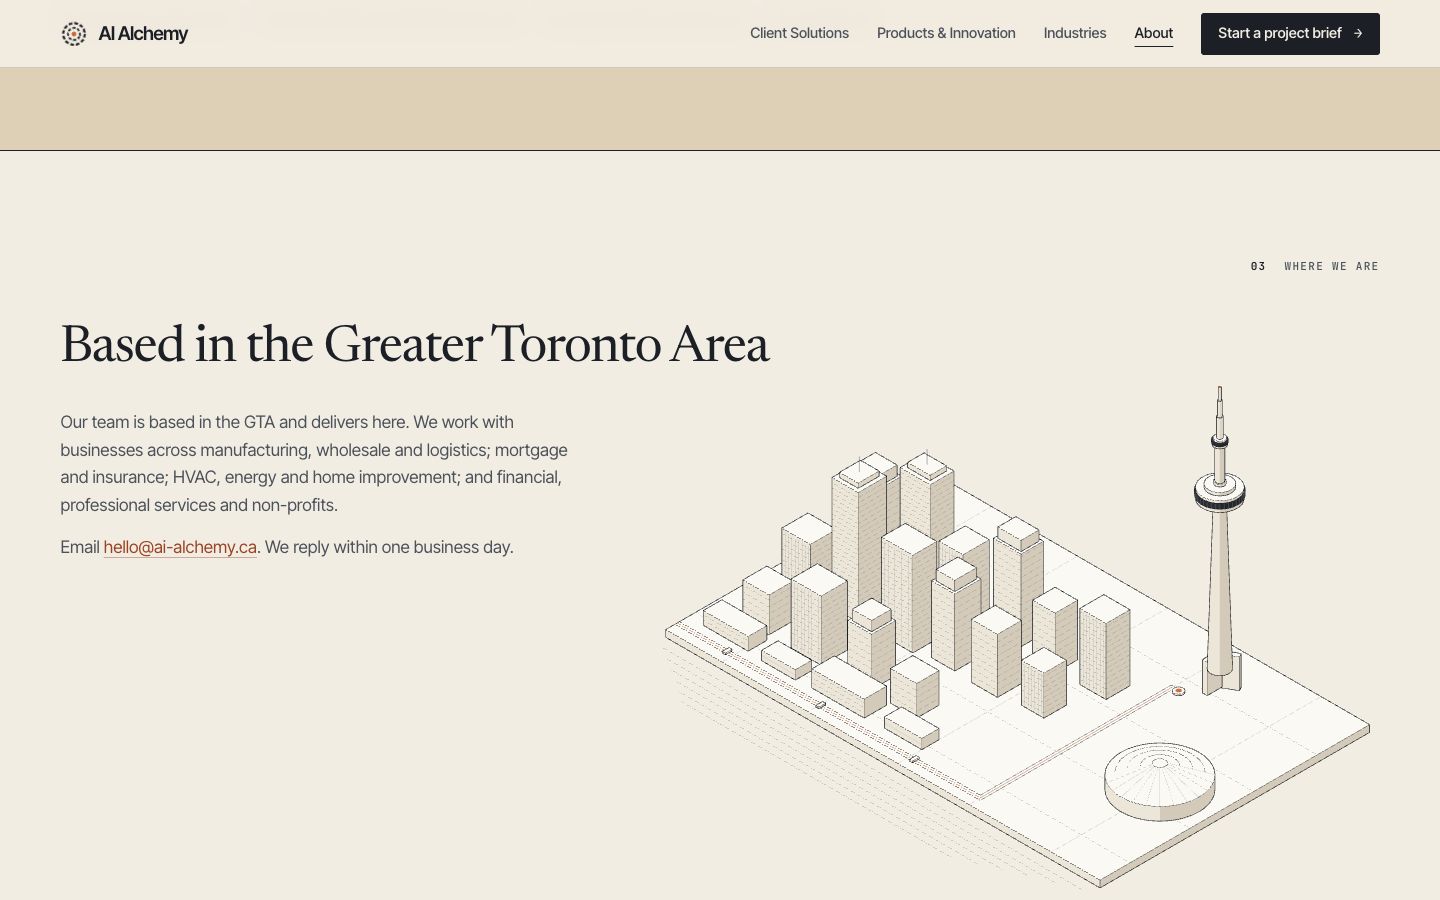 AI Alchemy
Client Solutions
Products & Innovation
Industries
About
Start a project brief →
03 WHERE WE ARE
Based in the Greater Toronto Area
Our team is based in the GTA and delivers here. We work with
businesses across manufacturing, wholesale and logistics; mortgage
and insurance; HVAC, energy and home improvement; and financial,
professional services and non-profits.
Email hello@ai-alchemy.ca. We reply within one business day.